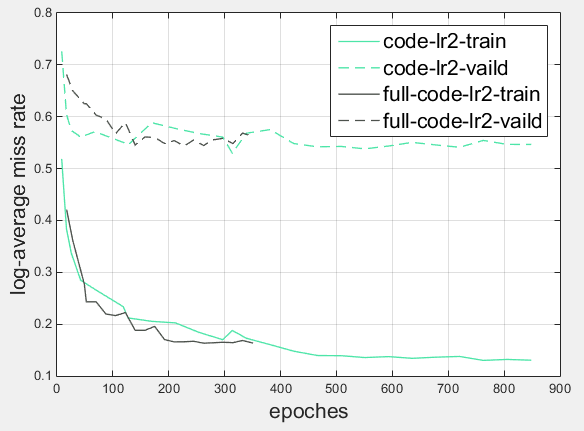 0.8
0.7
0.6
0.5
0.4
0.3
0.2
0.1
log-average miss rate
code-lr2-train
code-lr2-vaild
full-code-lr2-train
full-code-lr2-vaild
0 100 200 300 400 500 600 700 800 900
epoches